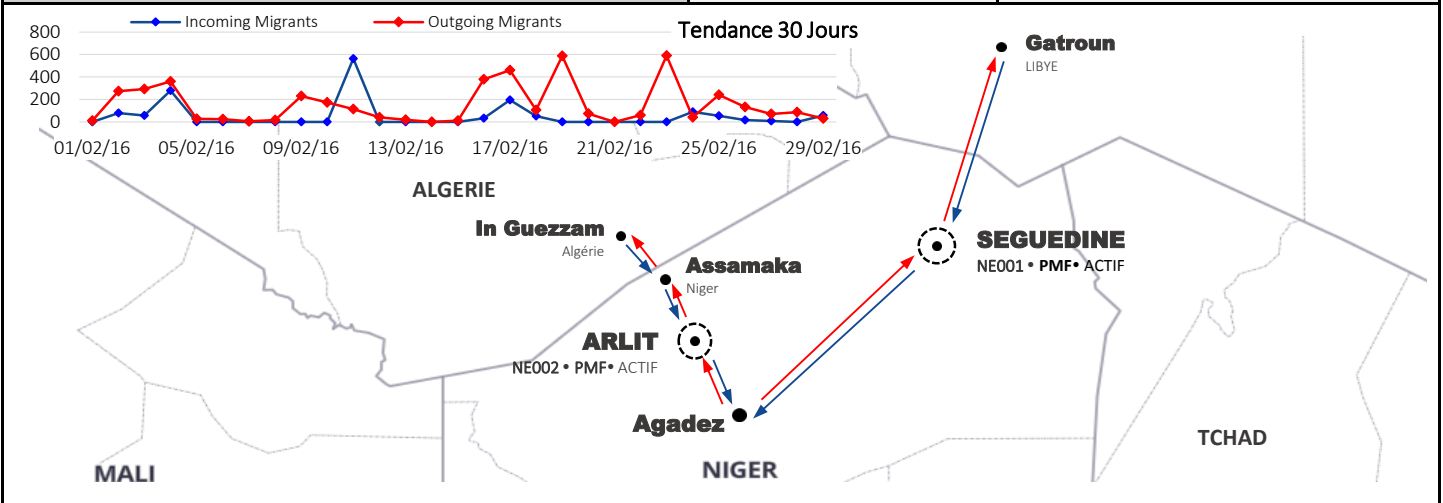 Incoming Migrants
Outgoing Migrants
Tendance 30 Jours
800
600
400
200
0
01/02/16
05/02/16
09/02/16
13/02/16
17/02/16
21/02/16
25/02/16
29/02/16
Gatroun
LIBYE
ALGERIE
In Guezzam
Algérie
Assamaka
Niger
SEGUEDINE
NE001 • PMF• ACTIF
ARLIT
NE002 • PMF• ACTIF
Agadez
TCHAD
MALI
NIGER